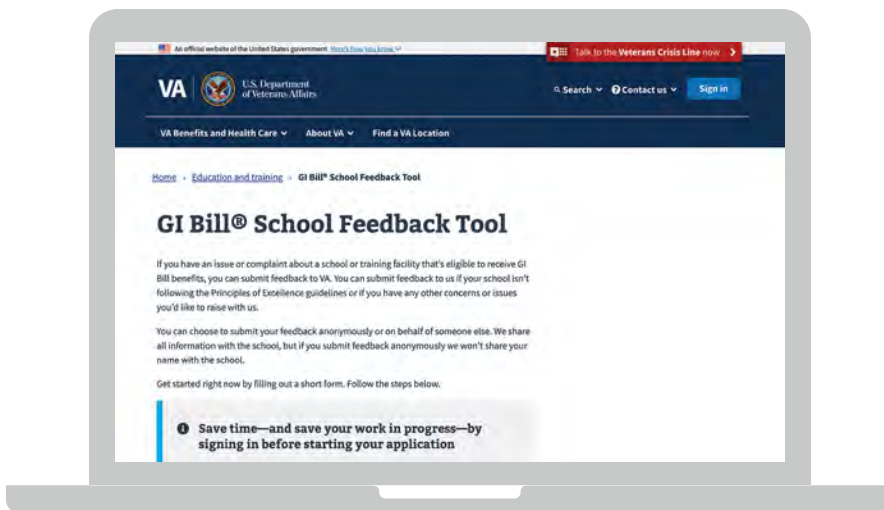 An official website of the United States government Here's how you know
Talk to the Veterans Crisis Line now
VA U.S. Department
of Veterans Affairs
Search Contact us Sign in
VA Benefits and Health Care About VA Find a VA Location
Home › Education and training › GI Bill® School Feedback Tool
GI Bill® School Feedback Tool
If you have an issue or complaint about a school or training facility that's eligible to receive GI
Bill benefits, you can submit feedback to VA. You can submit feedback to us if your school isn't
following the Principles of Excellence guidelines or if you have any other concerns or issues
you'd like to raise with us.
You can choose to submit your feedback anonymously or on behalf of someone else. We share
all information with the school, but if you submit feedback anonymously we won't share your
name with the school.
Get started right now by filling out a short form. Follow the steps below.
Save time—and save your work in progress—by
signing in before starting your application